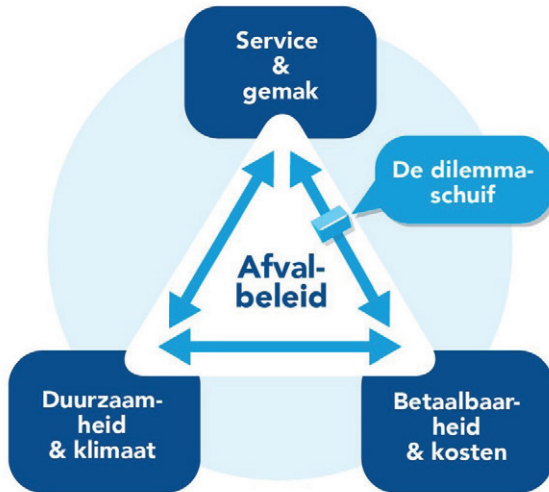 Service
&
gemak
De dilemma-
schuif
Afval-
beleid
Duurzaam-
heid
& klimaat
Betaalbaar-
heid
& kosten